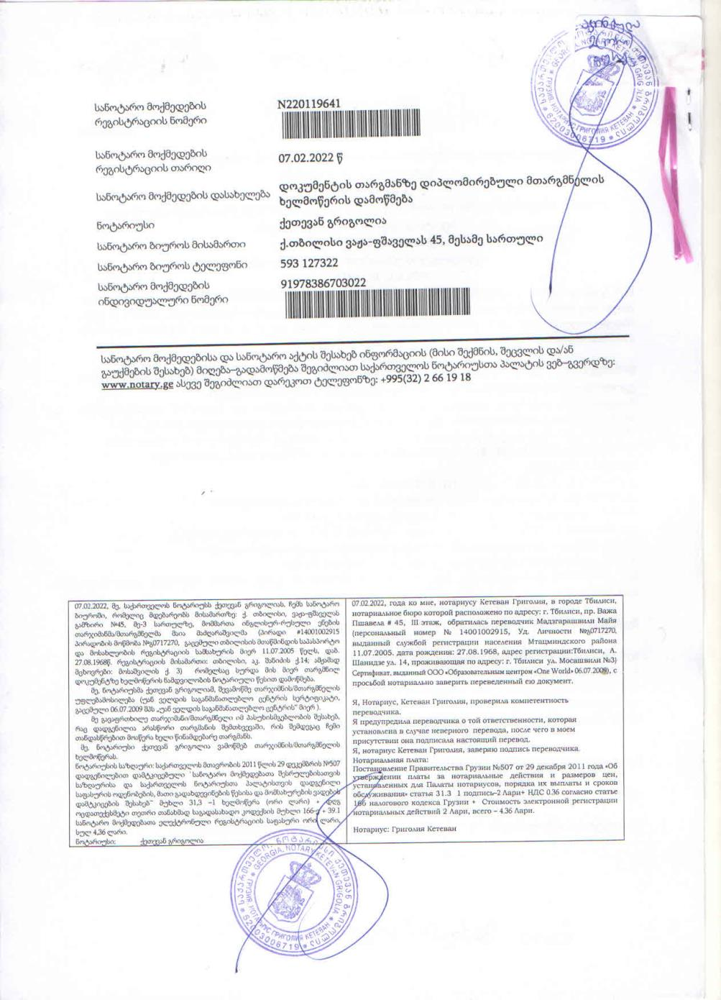 სანოტარო მოქმედების
რეგისტრაციის ნომერი
N220119641
სანოტარო მოქმედების
რეგისტრაციის თარიღი
07.02.2022 წ
სანოტარო მოქმედების დასახელება
დოკუმენტის თარგმანზე დიპლომირებული მთარგმნელის
ხელმოწერის დამოწმება
ნოტარიუსი
ქეთევან გრიგოლია
სანოტარო ბიუროს მისამართი
ქ.თბილისი ვაჟა-ფშაველას 45, მესამე სართული
სანოტარო ბიუროს ტელეფონი
593 127322
სანოტარო მოქმედების
ინდივიდუალური ნომერი
91978386703022
სანოტარო მოქმედებისა და სანოტარო აქტის შესახებ ინფორმაციის (მისი შექმნის, შეცვლის და/ან
გაუქმების შესახებ) მიღება–გადამოწმება შეგიძლიათ საქართველოს ნოტარიუსთა პალატის ვებ–გვერდზე:
www.notary.ge ასევე შეგიძლიათ დარეკოთ ტელეფონზე: +995(32) 2 66 19 18
07.02.2022, მე, საქართველოს ნოტარიუსს ქეთევან გრიგოლიას, ჩემს სანოტარო
ბიუროში, რომელიც მდებარეობს მისამართზე: ქ. თბილისი, ვაჟა-ფშაველას
გამზირი №45, მე-3 სართულზე, მომმართა ინგლისურ-რუსული ენების
თარჯიმანმა/მთარგმნელმა მაია მაძღარაშვილმა (პირადი #14001002915
პირადობის მოწმობა №გ0717270, გაცემული თბილისის მთაწმინდის საპასპორტო
და მოსახლეობის რეგისტრაციის სამსახურის მიერ 11.07.2005 წელს, დაბ.
27.08.1968წ, რეგისტრაციის მისამართი: თბილისი, აკ. შანიძის ქ.14; ამჟამად
მცხოვრები: მოსაშვილის ქ. 3) რომელსაც სურდა მის მიერ თარგმნილ
დოკუმენტზე ხელმოწერის ნამდვილობის ნოტარიული წესით დამოწმება.
მე, ნოტარიუსმა ქეთევან გრიგოლიამ, შევამოწმე თარჯიმნის/მთარგმნელის
უფლებამოსილება (უან ველდის საგანმანათლებლო ცენტრის სერტიფიკატი,
გაცემული 06.07.2009 შპს „უან ველდის საგანმანათლებლო ცენტრის" მიერ ).
მე გავაფრთხილე თარჯიმანი/მთარგმნელი იმ პასუხისმგებლობის შესახებ,
რაც დადგენილია არასწორი თარგმანის შემთხვევაში, რის შემდეგაც ჩემი
თანდასწრებით მოაწერა ხელი წინამდებარე თარგმანს.
მე, ნოტარიუსი ქეთევან გრიგოლია ვამოწმებ თარჯიმნის/მთარგმნელის
ხელმოწერას.
ნოტარიუსის საზღაური: საქართველოს მთავრობის 2011 წლის 29 დეკემბრის №507
დადგენილებით დამტკიცებული "სანოტარო მოქმედებათა შესრულებისათვის
საზღაურისა და საქართველოს ნოტარიუსთა პალატისთვის დადგენილი
საფასურის ოდენობების, მათი გადახდევინების წესისა და მომსახურების ვადების
დამტკიცების შესახებ" მუხლი 31,3 –1 ხელმოწერა (ორი ლარი) + დღგ
ოცდათექვსმეტი თეთრი თანახმად საგადასახადო კოდექსის მუხლი 166-ე + 39.1
სანოტარო მოქმედებათა ელექტრონული რეგისტრაციის საფასური ორი ლარი,
სულ 4,36 ლარი.
ნოტარიუსი: ქეთევან გრიგოლია
07.02.2022, года ко мне, нотариусу Кетеван Григолия, в городе Тбилиси,
нотариальное бюро которой расположено по адресу: г. Тбилиси, пр. Важа
Пшавела # 45, III этаж, обратилась переводчик Мадзгарашвили Майя
(персональный номер № 14001002915, Уд. Личности №გ0717270,
выданный службой регистрации населения Мтацминдского района
11.07.2005, дата рождения: 27.08.1968, адрес регистрации:Тбилиси, А.
Шанидзе ул. 14, проживающая по адресу: г. Тбилиси ул. Мосашвили №3)
Сертификат, выданный ООО «Образовательным центром «One World» 06.07.2009), с
просьбой нотариально заверить переведенный ею документ.
Я, Нотариус, Кетеван Григолия, проверила компетентность
переводчика.
Я предупредила переводчика о той ответственности, которая
установлена в случае неверного перевода, после чего в моем
присутствии она подписала настоящий перевод.
Я, нотариус Кетеван Григолия, заверяю подпись переводчика.
Нотариальная плата:
Постановление Правительства Грузии №507 от 29 декабря 2011 года «Об
утверждении платы за нотариальные действия и размеров цен,
установленных для Палаты нотариусов, порядка их выплаты и сроков
обслуживания» статья 31.3 1 подпись–2 Лари+ НДС 0.36 согласно статье
166 налогового кодекса Грузии + Стоимость электронной регистрации
нотариальных действий 2 Лари, всего – 4.36 Лари.
Нотариус: Григолия Кетеван
GEORGIA, NOTARY KETEVAN GRIGOLIA
ГРУЗИЯ, НОТАРИУС ГРИГОЛИЯ КЕТЕВАН
62003006719